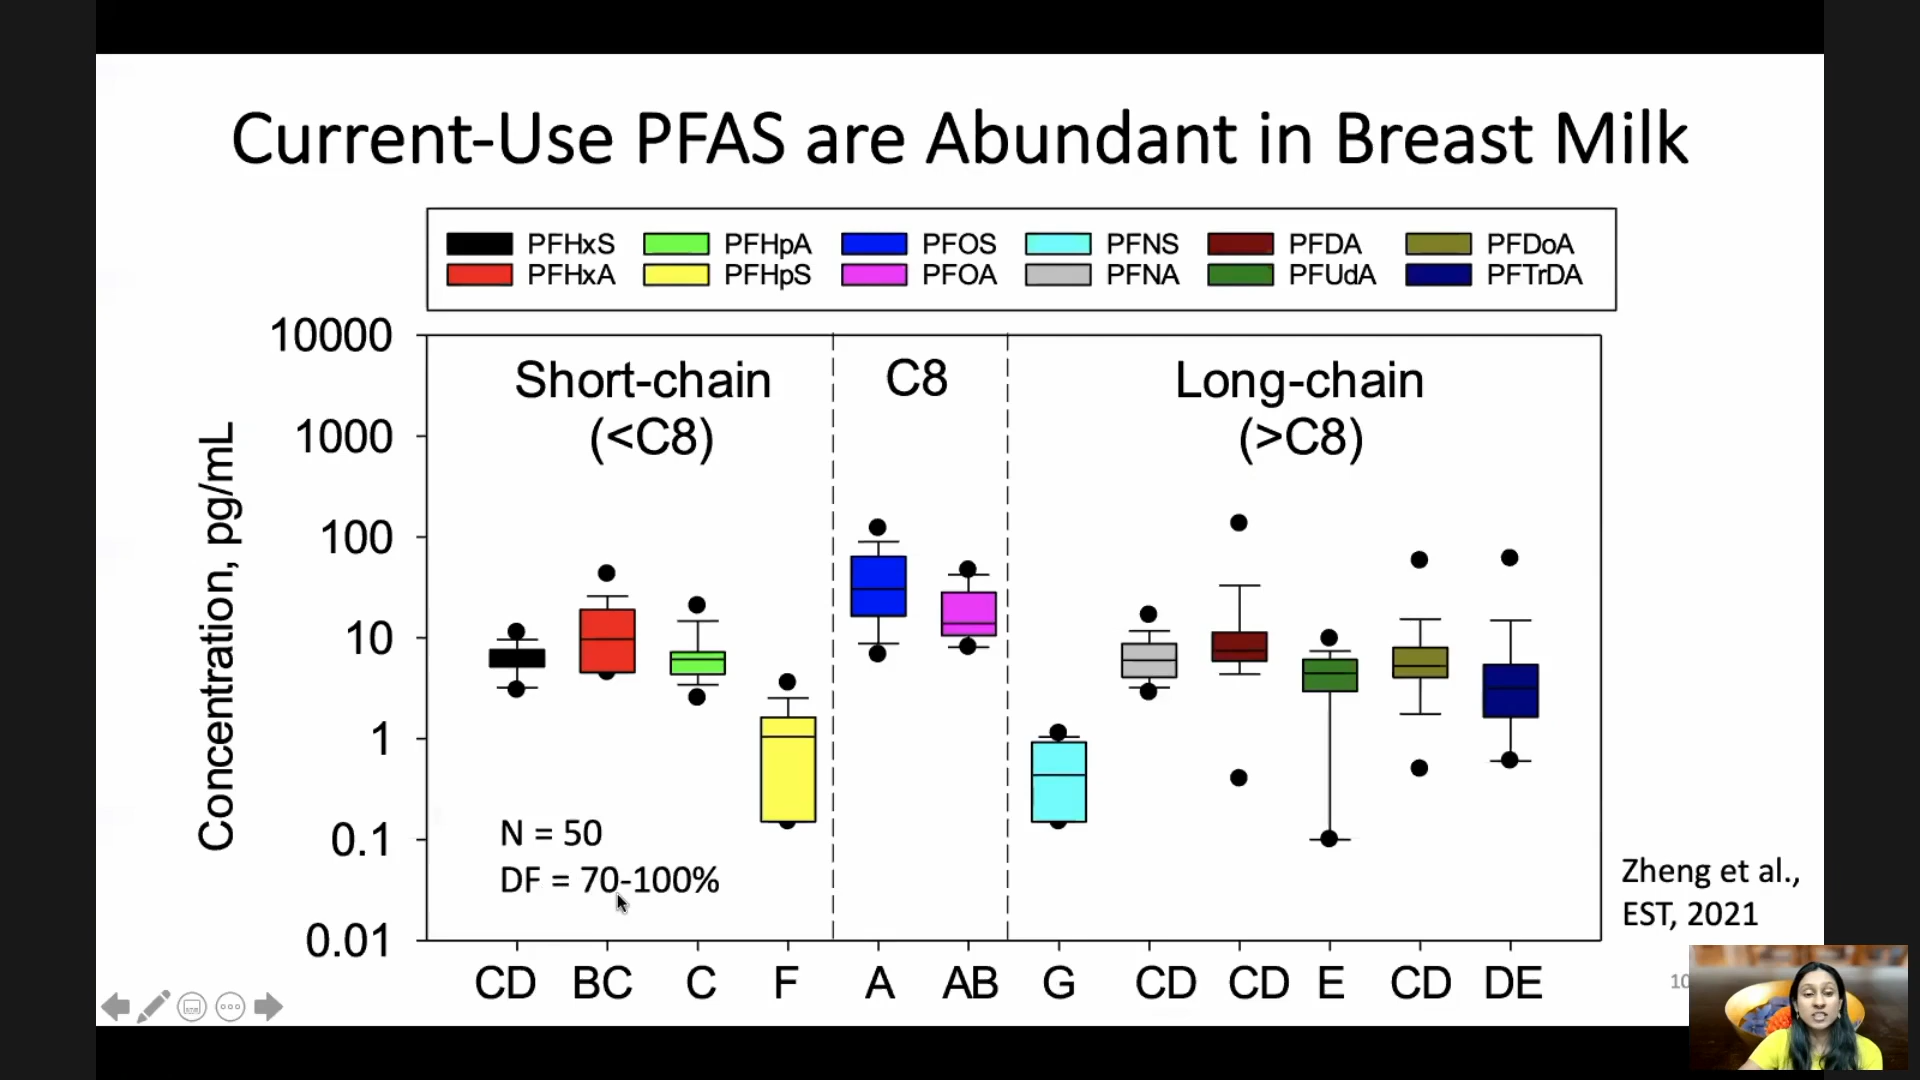 Current-Use PFAS are Abundant in Breast Milk
PFHxS PFHpA PFOS PFNS PFDA PFDoA
PFHxA PFHpS PFOA PFNA PFUdA PFTrDA
Concentration, pg/mL
10000
1000
100
10
1
0.1
0.01
Short-chain
(<C8)
C8
Long-chain
(>C8)
N = 50
DF = 70-100%
CD BC C F A AB G CD CD E CD DE
Zheng et al.,
EST, 2021